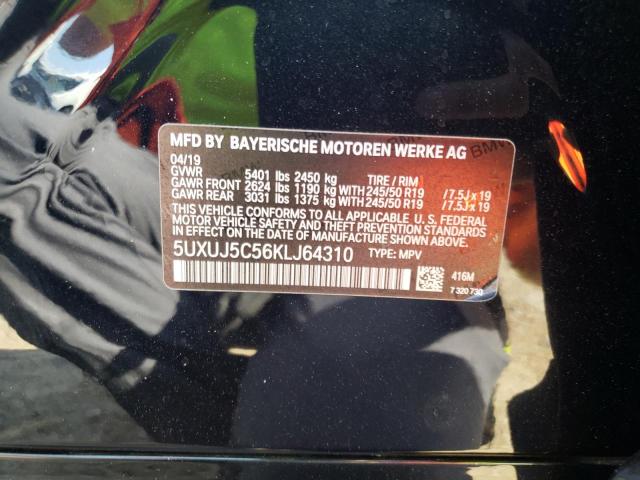 MFD BY BAYERISCHE MOTOREN WERKE AG
04/19
GVWR 5401 lbs 2450 kg TIRE / RIM
GAWR FRONT 2624 lbs 1190 kg WITH 245/50 R19 / 7.5J x 19
GAWR REAR 3031 lbs 1375 kg WITH 245/50 R19 / 7.5J x 19
THIS VEHICLE CONFORMS TO ALL APPLICABLE U. S. FEDERAL
MOTOR VEHICLE SAFETY AND THEFT PREVENTION STANDARDS
IN EFFECT ON THE DATE OF MANUFACTURE SHOWN ABOVE.
5UXUJ5C56KLJ64310 TYPE: MPV
416M
7 320 730
BMW
BMW